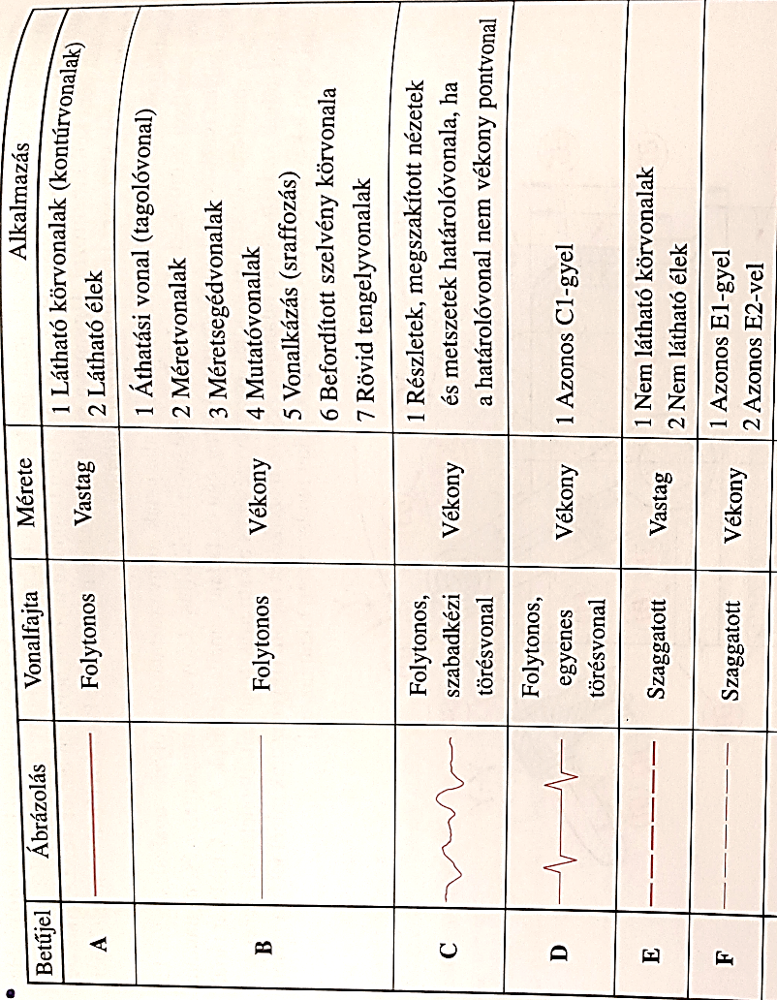 Betűjel Ábrázolás Vonalfajta Mérete Alkalmazás
A Folytonos Vastag 1 Látható körvonalak (kontúrvonalak)
2 Látható élek
B Folytonos Vékony 1 Áthatási vonal (tagolóvonal)
2 Méretvonalak
3 Méretsegédvonalak
4 Mutatóvonalak
5 Vonalkázás (sraffozás)
6 Befordított szelvény körvonala
7 Rövid tengelyvonalak
C Folytonos,
szabadkézi
törésvonal
Vékony
1 Részletek, megszakított nézetek
és metszetek határolóvonala, ha
a határolóvonal nem vékony pontvonal
D Folytonos,
egyenes
törésvonal
Vékony
1 Azonos C1-gyel
E Szaggatott Vastag 1 Nem látható körvonalak
2 Nem látható élek
F Szaggatott Vékony 1 Azonos E1-gyel
2 Azonos E2-vel